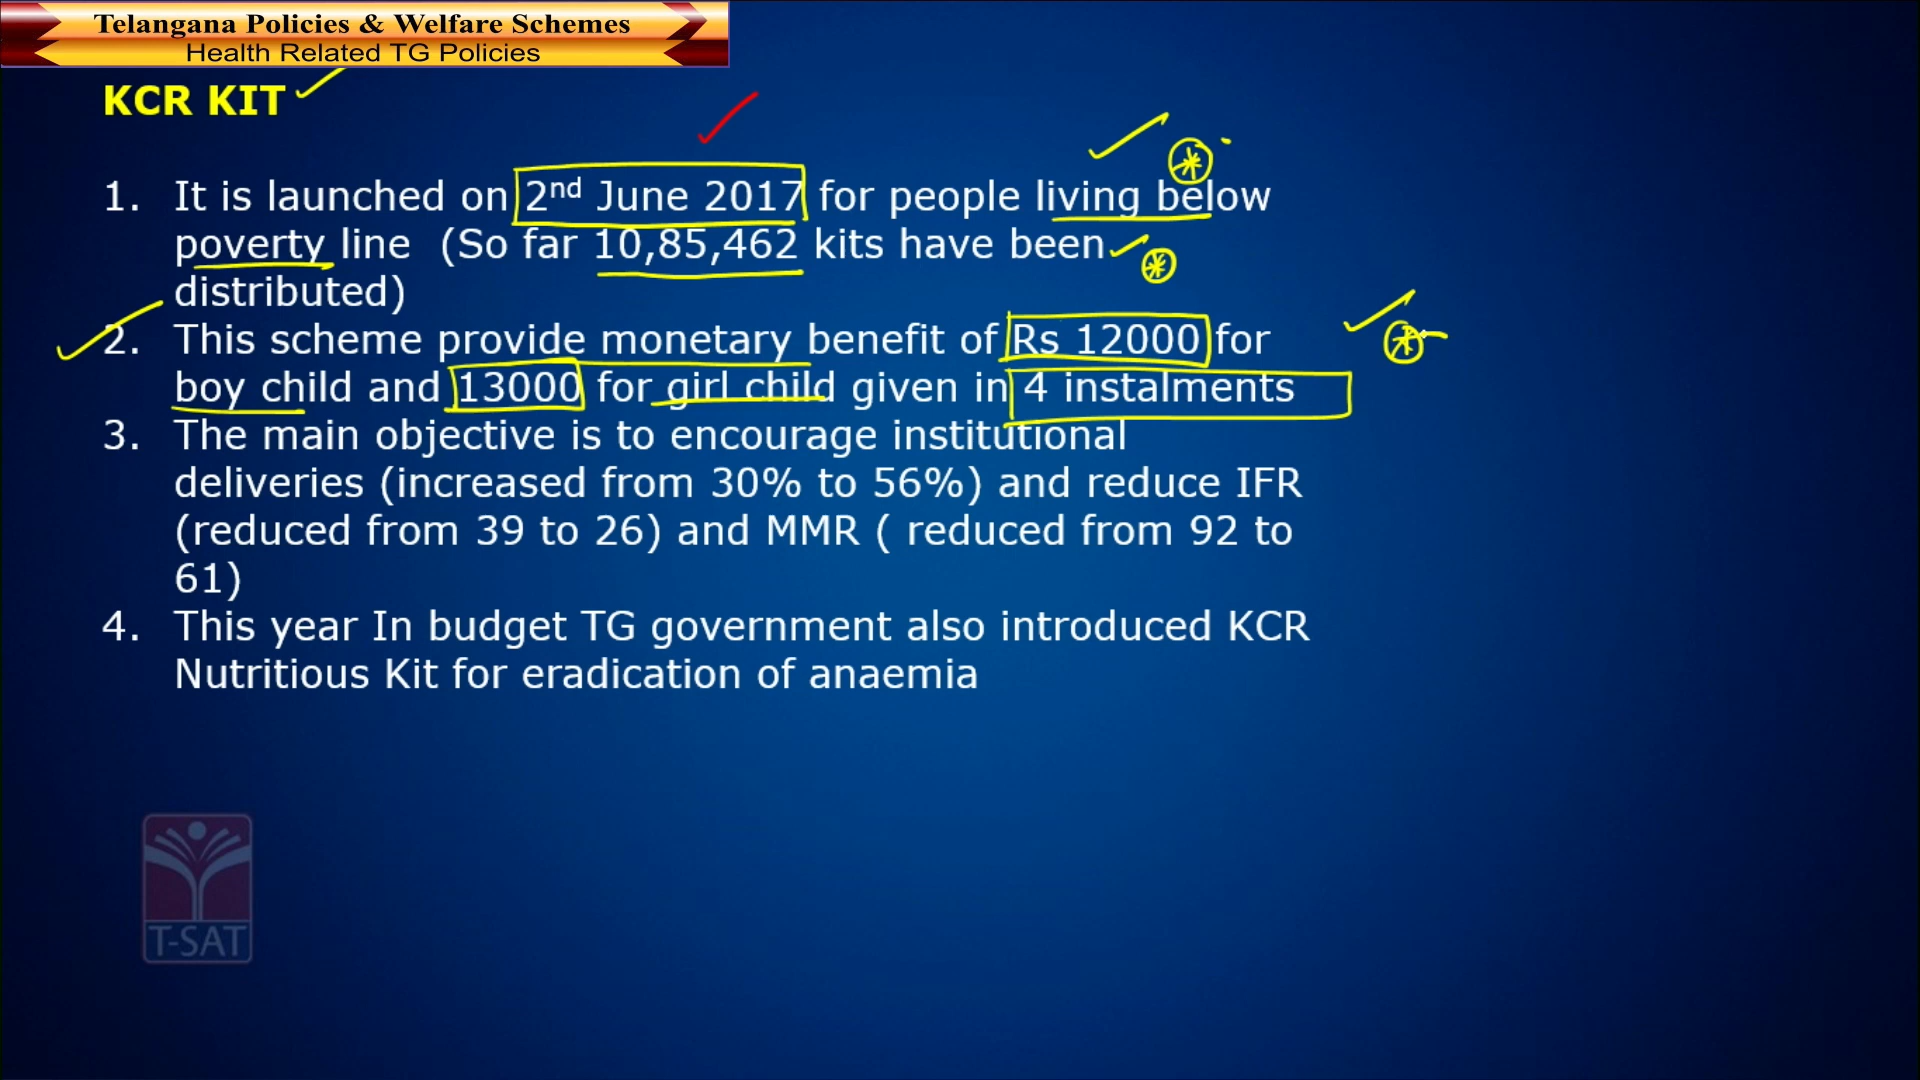 Telangana Policies & Welfare Schemes
Health Related TG Policies
KCR KIT
1. It is launched on 2nd June 2017 for people living below
poverty line (So far 10,85,462 kits have been
distributed)
2. This scheme provide monetary benefit of Rs 12000 for
boy child and 13000 for girl child given in 4 instalments
3. The main objective is to encourage institutional
deliveries (increased from 30% to 56%) and reduce IFR
(reduced from 39 to 26) and MMR ( reduced from 92 to
61)
4. This year In budget TG government also introduced KCR
Nutritious Kit for eradication of anaemia
T-SAT